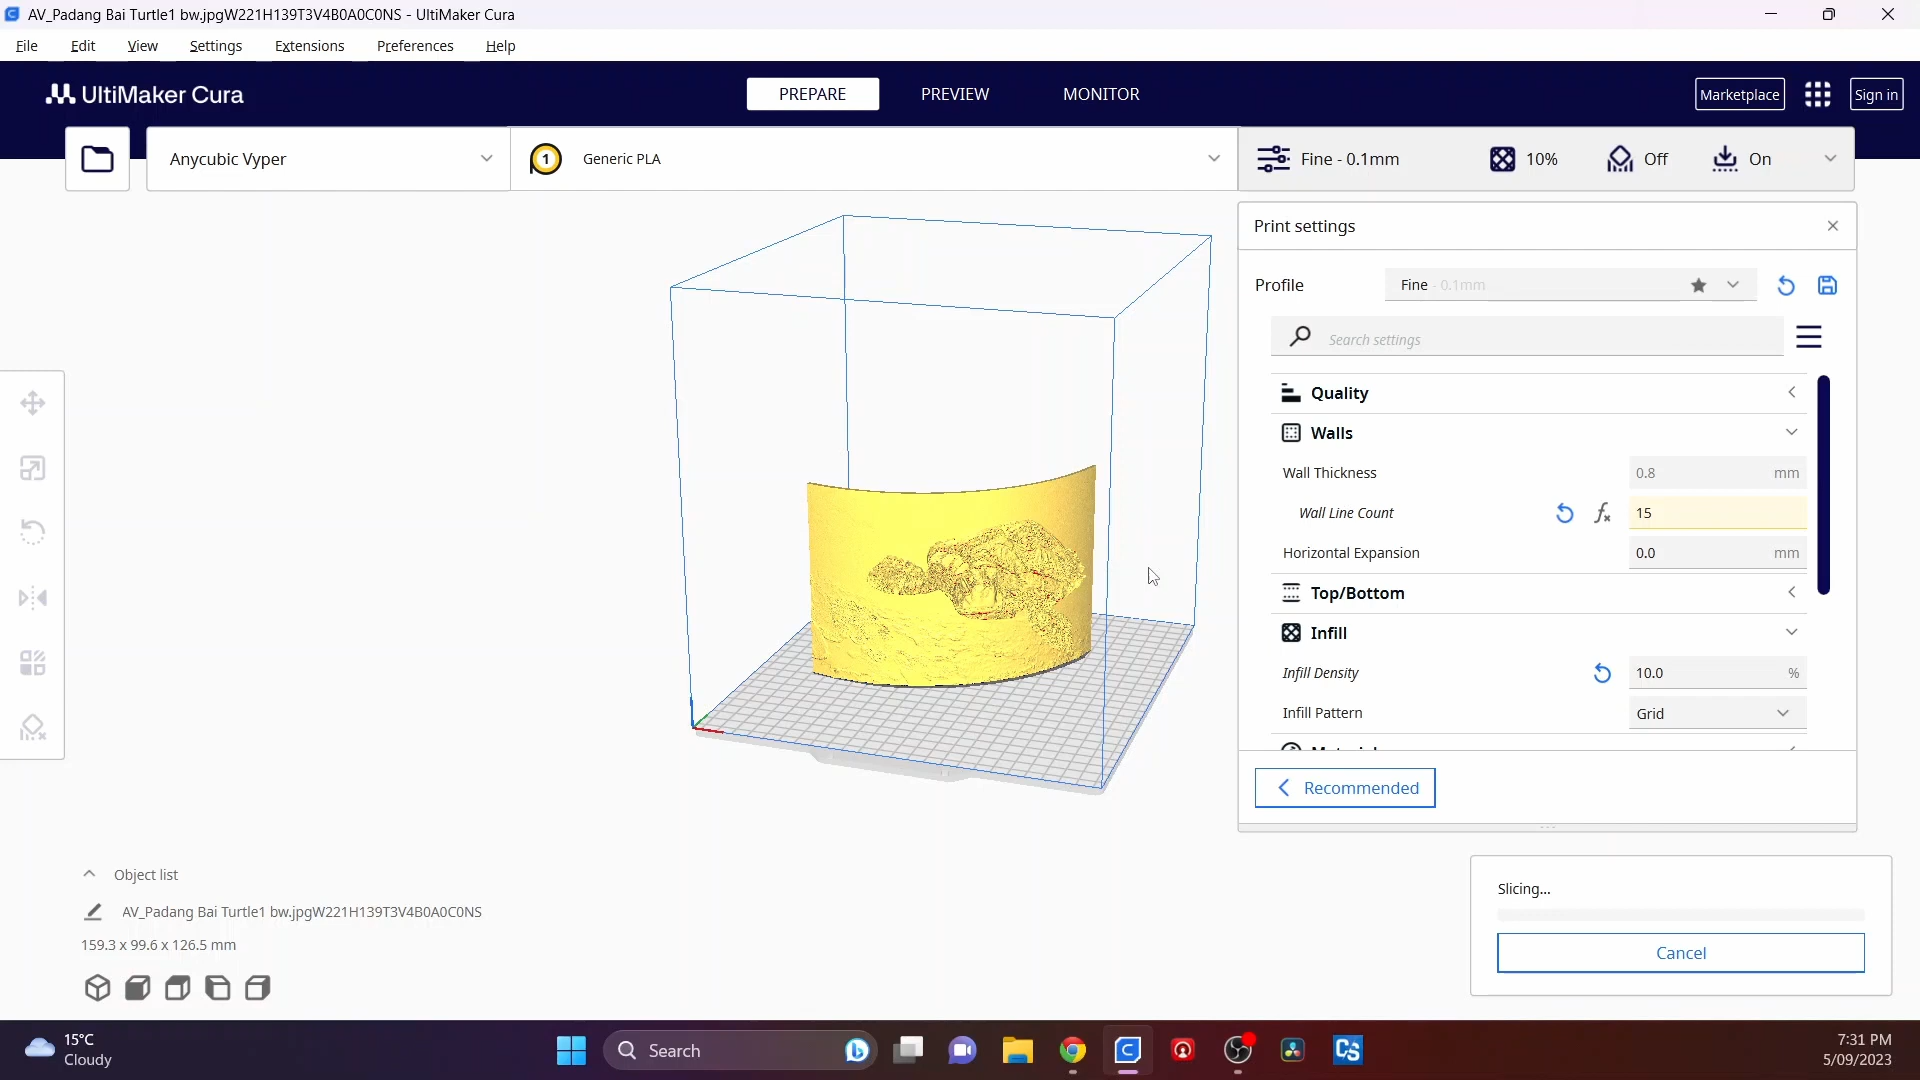 AV_Padang Bai Turtle1 bw.jpgW221H139T3V4B0A0C0NS - UltiMaker Cura
File Edit View Settings Extensions Preferences Help
UltiMaker Cura
PREPARE PREVIEW MONITOR
Marketplace Sign in
Anycubic Vyper 1 Generic PLA Fine - 0.1mm 10% Off On
Print settings
Profile Fine - 0.1mm
Search settings
Quality
Walls
Wall Thickness 0.8 mm
Wall Line Count fx 15
Horizontal Expansion 0.0 mm
Top/Bottom
Infill
Infill Density 10.0 %
Infill Pattern Grid
Recommended
Object list
AV_Padang Bai Turtle1 bw.jpgW221H139T3V4B0A0C0NS
159.3 x 99.6 x 126.5 mm
Slicing...
Cancel
15°C
Cloudy
Search
CS
7:31 PM
5/09/2023